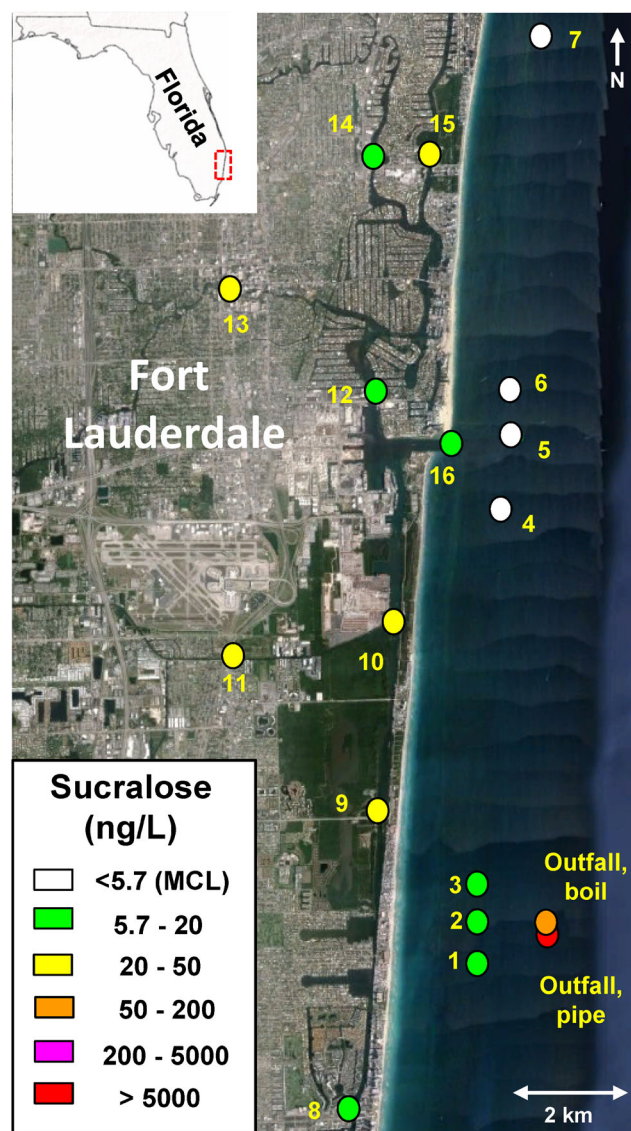 Florida
N
7
14
15
13
Fort
Lauderdale
12
6
5
16
4
10
11
9
3
2
1
8
Outfall,
boil
Outfall,
pipe
2 km
Sucralose
(ng/L)
<5.7 (MCL)
5.7 - 20
20 - 50
50 - 200
200 - 5000
> 5000